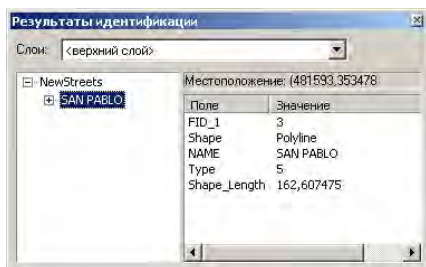 Результаты идентификации
Слои: <верхний слой>
NewStreets
SAN PABLO
Местоположение: (481593,353478
Поле Значение
FID_1 3
Shape Polyline
NAME SAN PABLO
Type 5
Shape_Length 162,607475